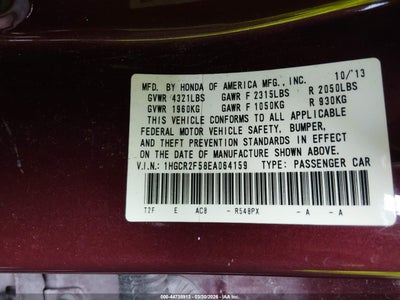 MFD. BY HONDA OF AMERICA MFG., INC. 10/13
GVWR 4321LBS GAWR F 2315LBS R 2050LBS
GVWR 1960KG GAWR F 1050KG R 930KG
THIS VEHICLE CONFORMS TO ALL APPLICABLE
FEDERAL MOTOR VEHICLE SAFETY, BUMPER,
AND THEFT PREVENTION STANDARDS IN EFFECT
ON THE DATE OF MANUFACTURE SHOWN ABOVE.
V.I.N.: 1HGCR2F58EA064159 TYPE: PASSENGER CAR
T2F E ACB - R548PX - A - A